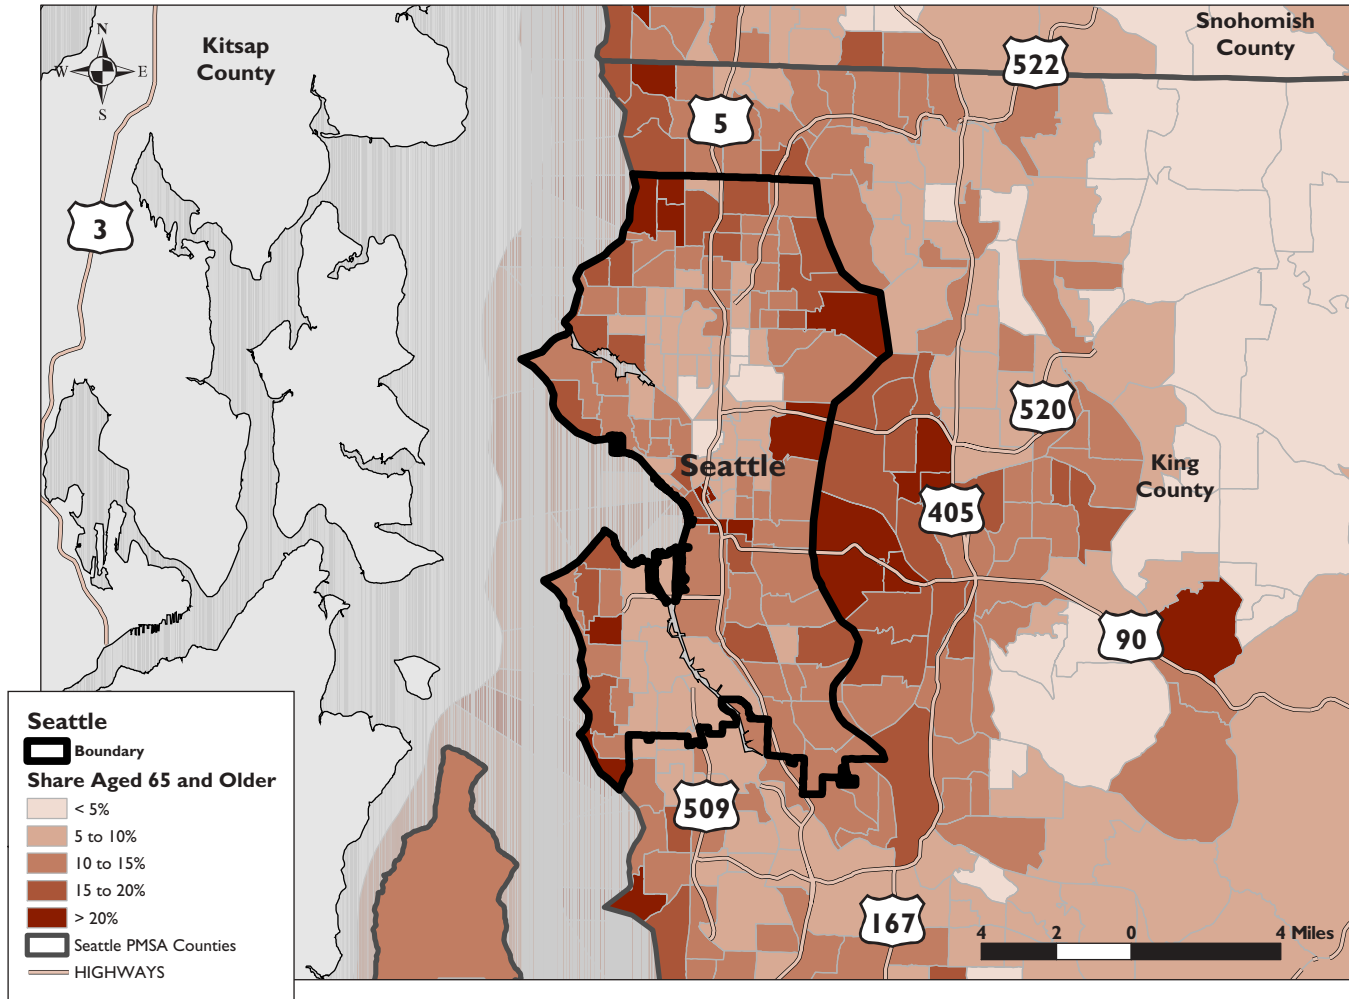 Kitsap
County
Snohomish
County
N
W E
S
522
5
3
520
King
County
Seattle
405
90
509
167
Seattle
Boundary
Share Aged 65 and Older
< 5%
5 to 10%
10 to 15%
15 to 20%
> 20%
Seattle PMSA Counties
HIGHWAYS
4 2 0 4 Miles